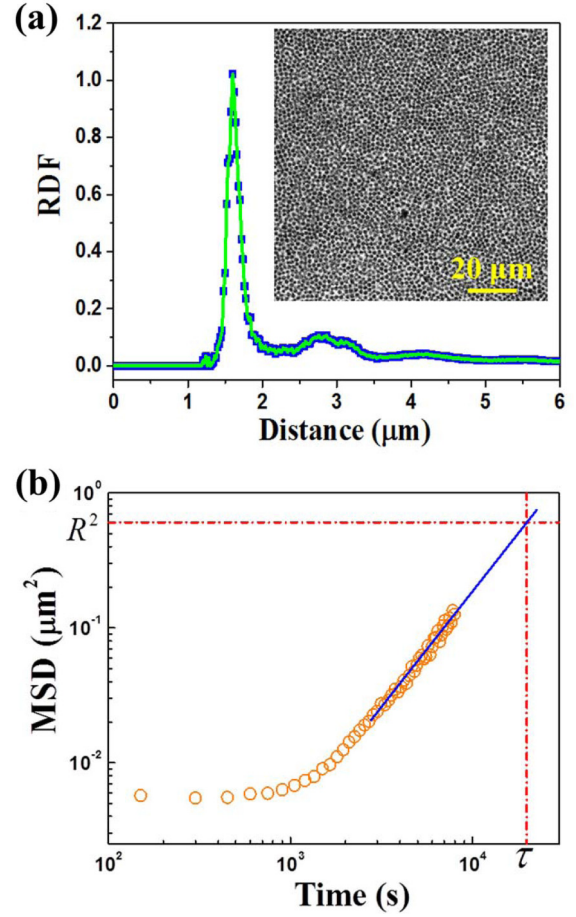 (a)
1.2
1.0
0.8
0.6
0.4
0.2
0.0
RDF
20 μm
0 1 2 3 4 5 6
Distance (μm)
(b)
10⁰
R²
10⁻¹
10⁻²
MSD (μm²)
10² 10³ 10⁴ τ
Time (s)